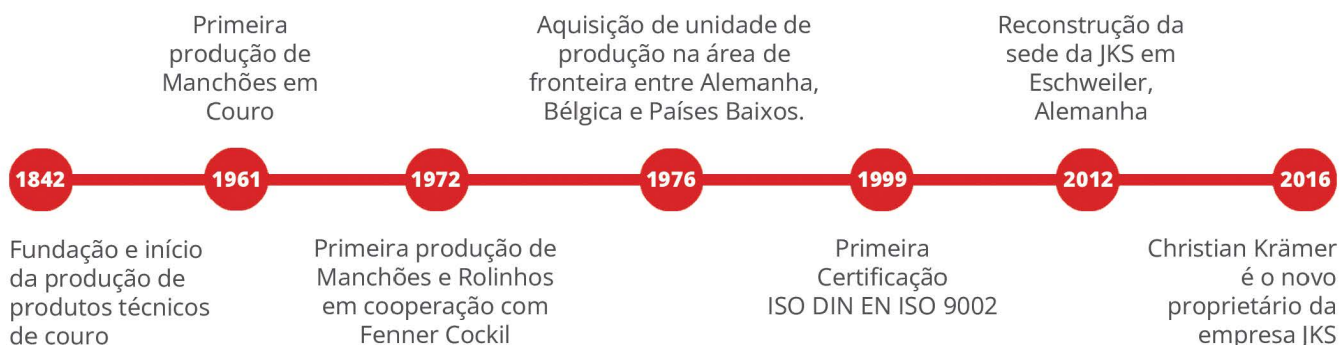 Primeira
produção de
Manchões em
Couro
Aquisição de unidade de
produção na área de
fronteira entre Alemanha,
Bélgica e Países Baixos.
Reconstrução da
sede da JKS em
Eschweiler,
Alemanha
1842
1961
1972
1976
1999
2012
2016
Fundação e início
da produção de
produtos técnicos
de couro
Primeira produção de
Manchões e Rolinhos
em cooperação com
Fenner Cockil
Primeira
Certificação
ISO DIN EN ISO 9002
Christian Krämer
é o novo
proprietário da
empresa JKS